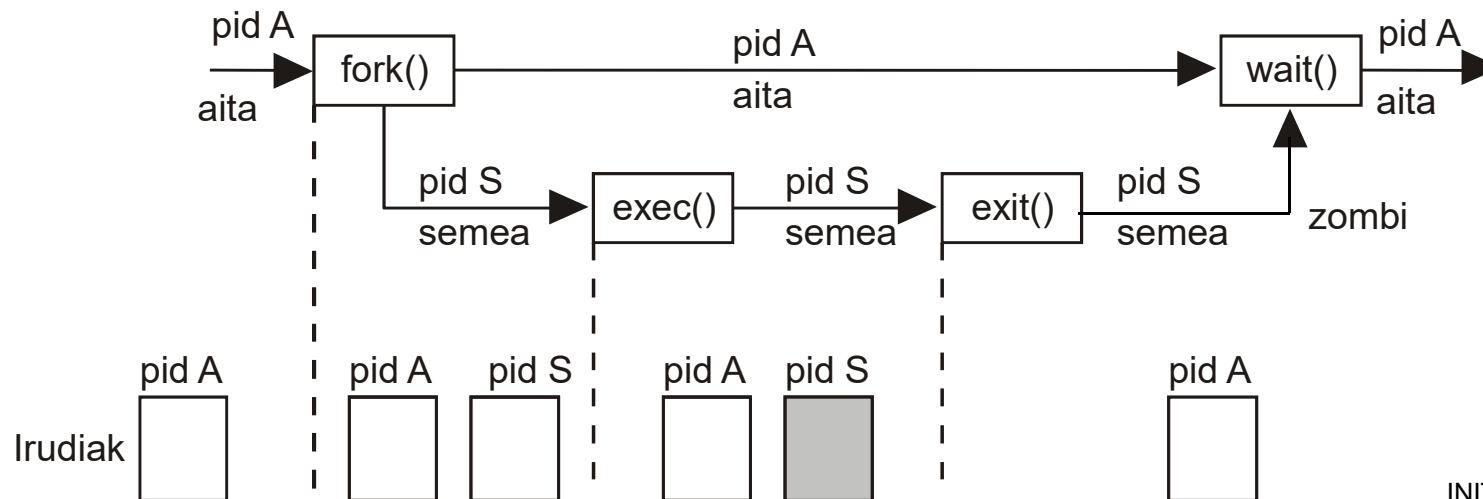 pid A
aita
fork()
pid A
aita
wait()
pid A
aita
pid S
semea
exec()
pid S
semea
exit()
pid S
semea
zombi
pid A
pid A
pid S
pid A
pid S
pid A
Irudiak